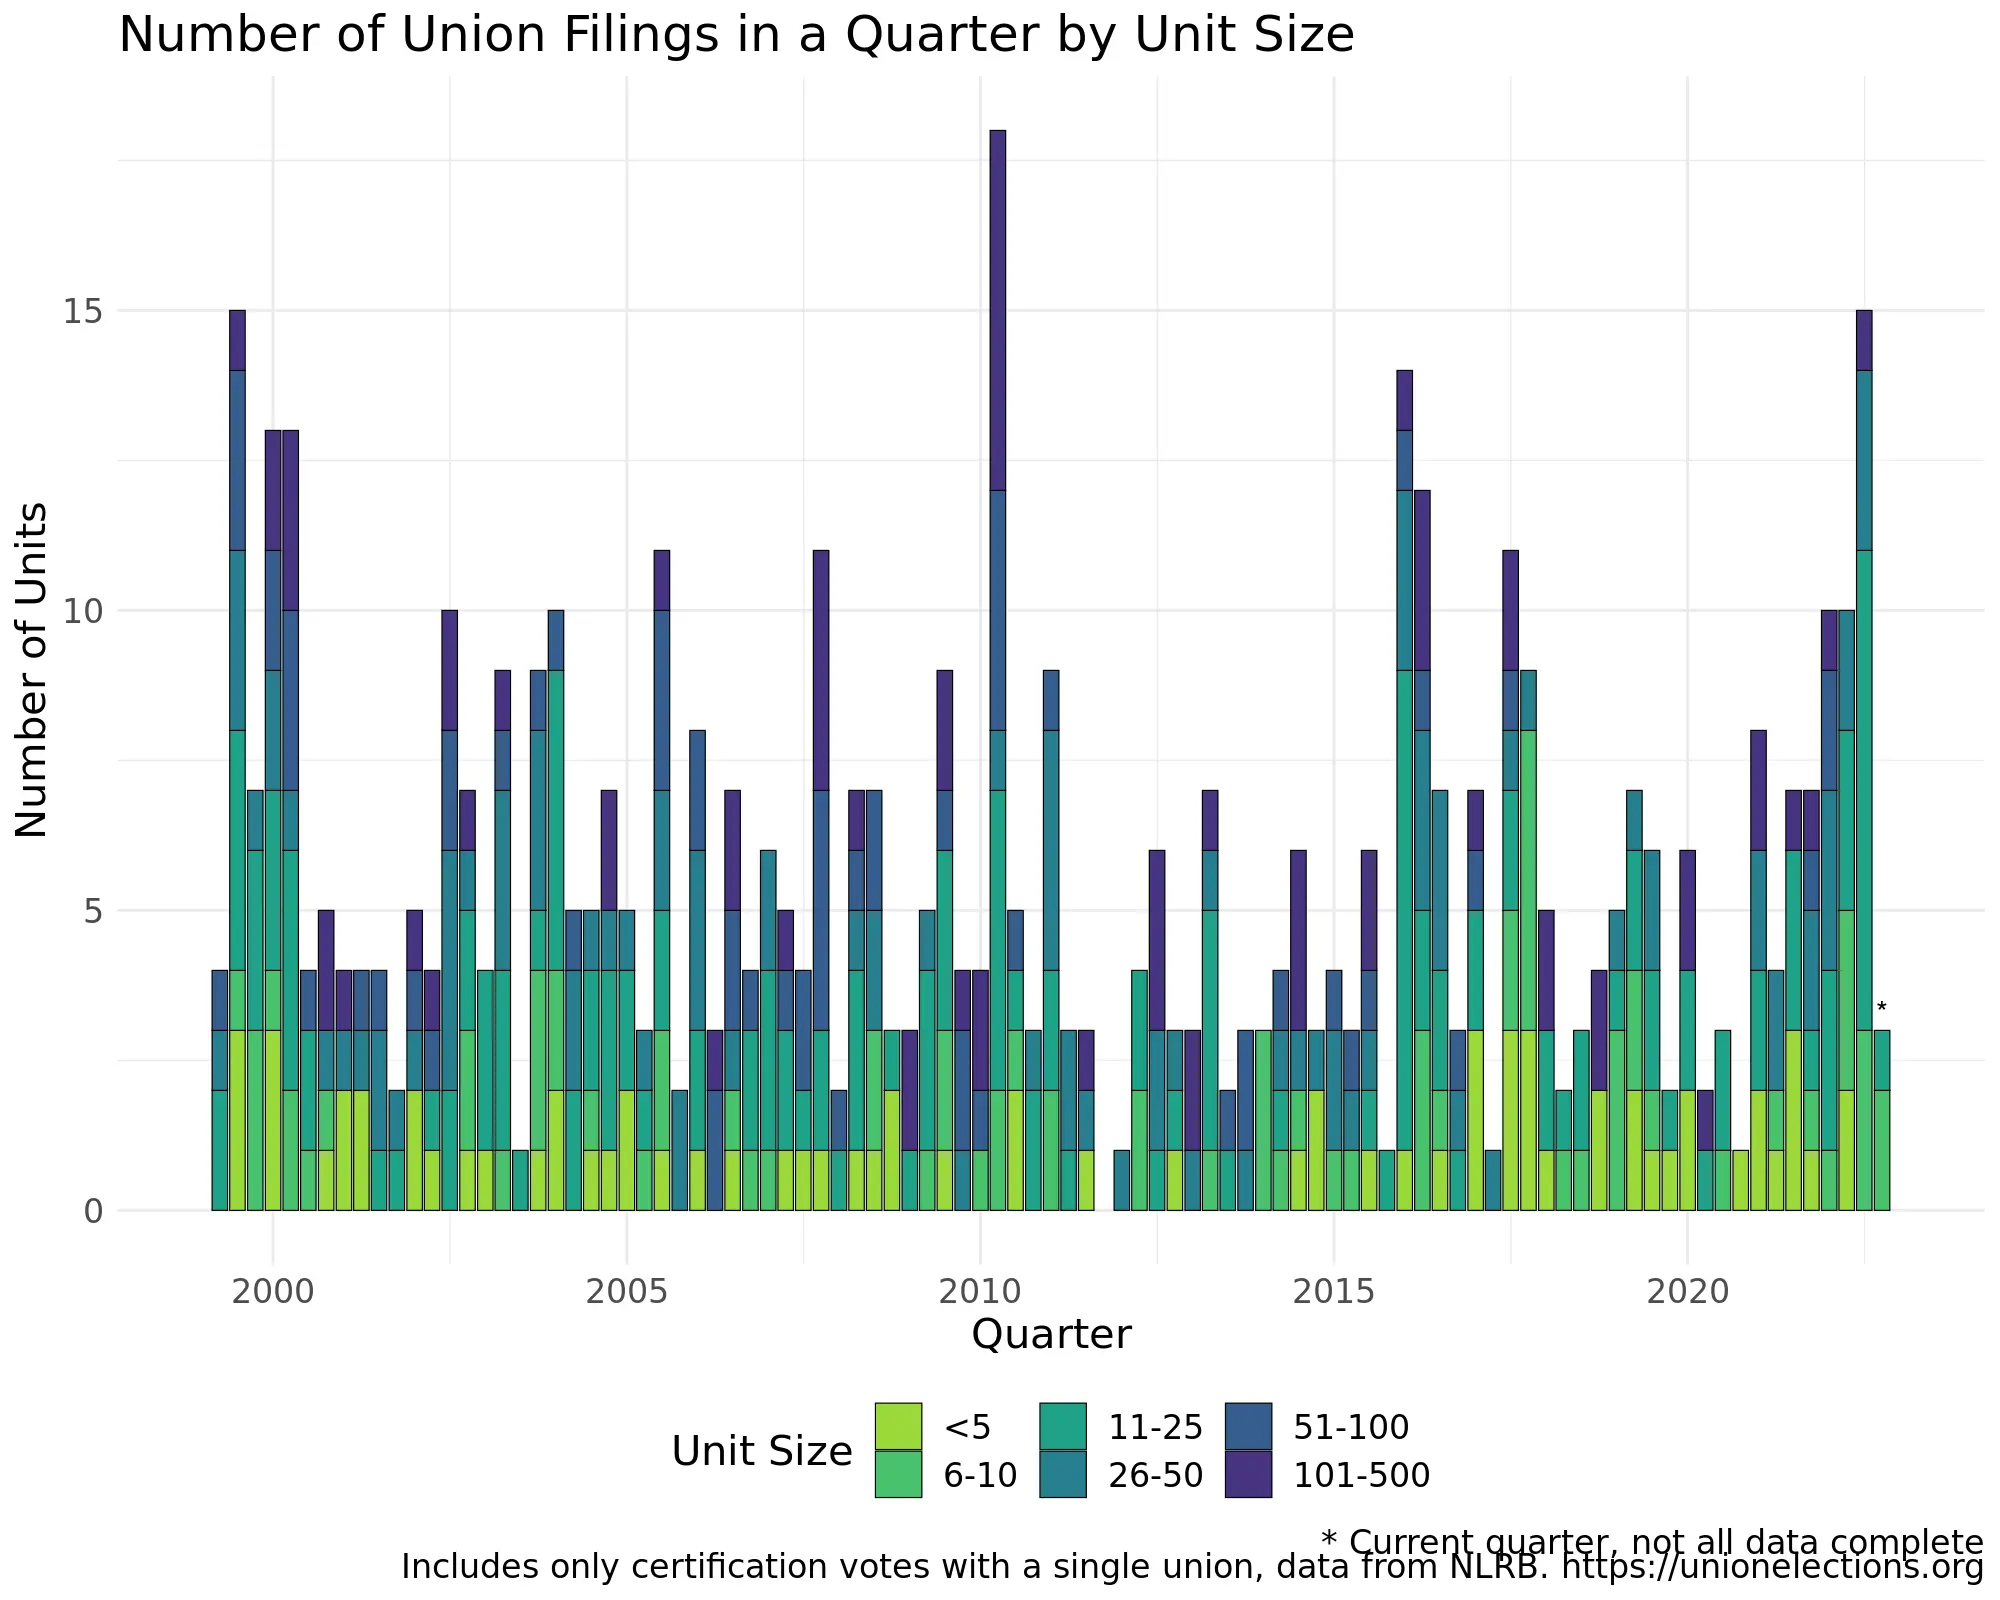 Number of Union Filings in a Quarter by Unit Size
Number of Units
15
10
5
0
*
2000 2005 2010 2015 2020
Quarter
Unit Size
<5 11-25 51-100
6-10 26-50 101-500
* Current quarter, not all data complete
Includes only certification votes with a single union, data from NLRB. https://unionelections.org